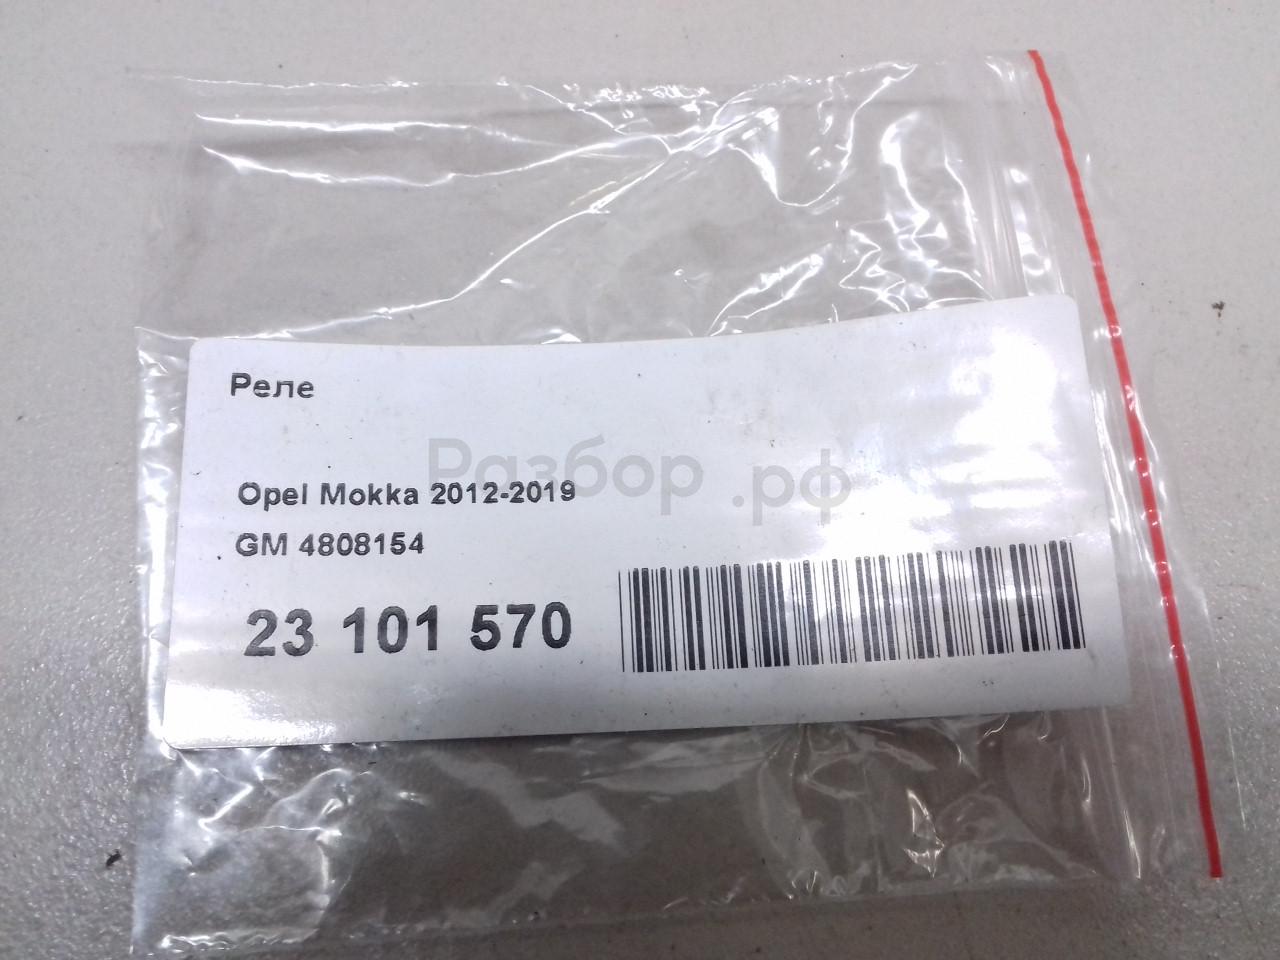 Реле
Разбор.рф
Opel Mokka 2012-2019
GM 4808154
23 101 570